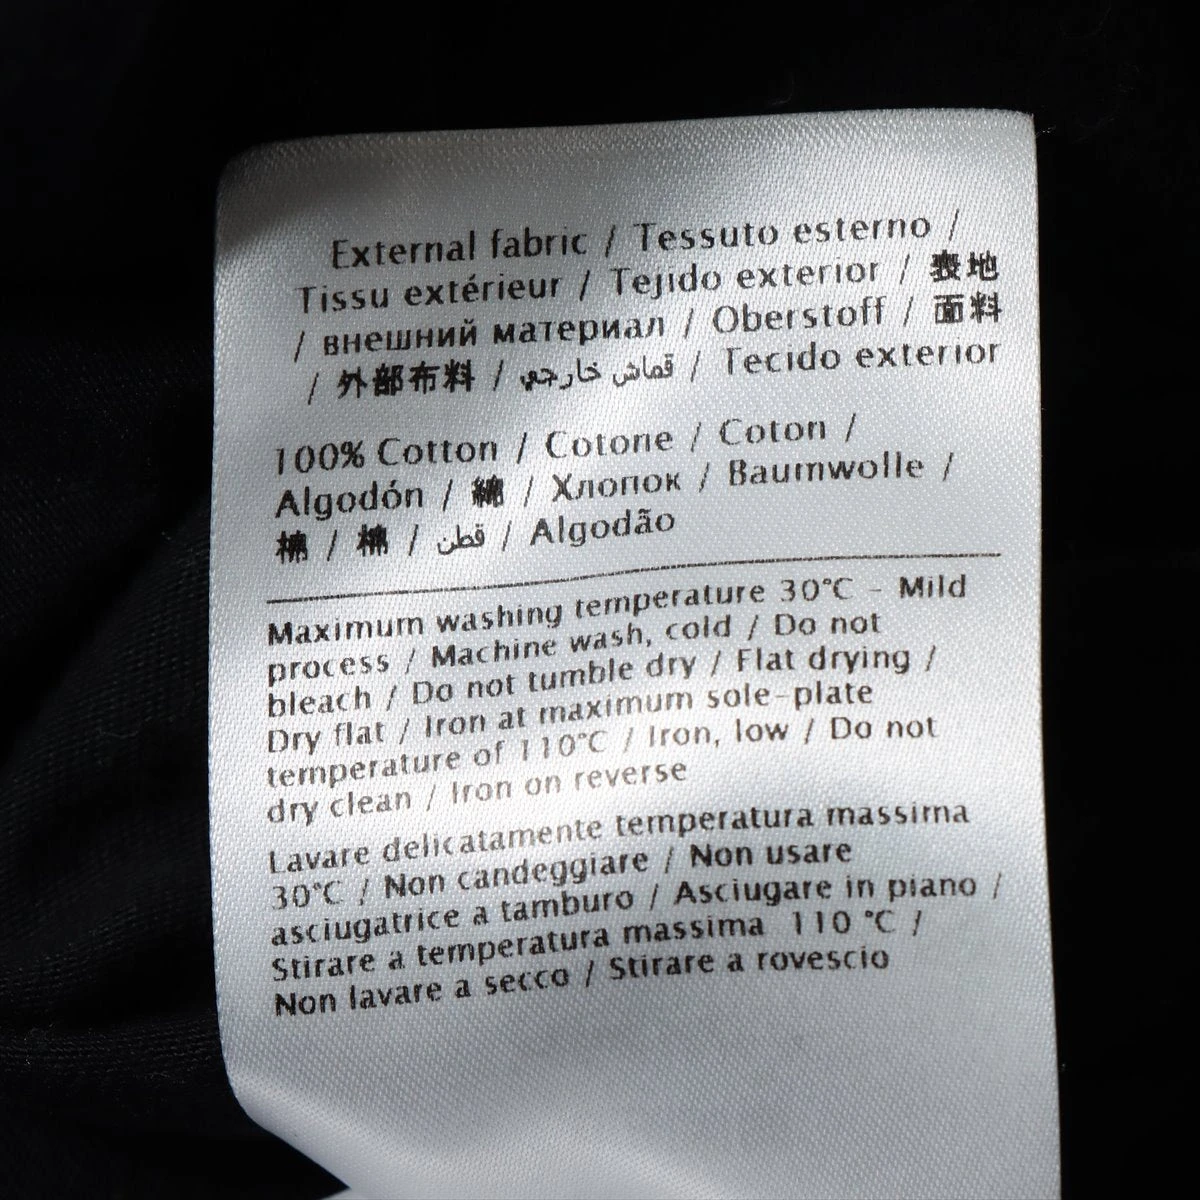 External fabric / Tessuto esterno /
Tissu extérieur / Tejido exterior / 表地
/ внешний материал / Oberstoff / 面料
/ 外部布料 / قماش خارجي / Tecido exterior
100% Cotton / Cotone / Coton /
Algodón / 綿 / Хлопок / Baumwolle /
棉 / 棉 / قطن / Algodão
Maximum washing temperature 30°C - Mild
process / Machine wash, cold / Do not
bleach / Do not tumble dry / Flat drying /
Dry flat / Iron at maximum sole-plate
temperature of 110°C / Iron, low / Do not
dry clean / Iron on reverse
Lavare delicatamente temperatura massima
30°C / Non candeggiare / Non usare
asciugatrice a tamburo / Asciugare in piano /
Stirare a temperatura massima 110 °C /
Non lavare a secco / Stirare a rovescio